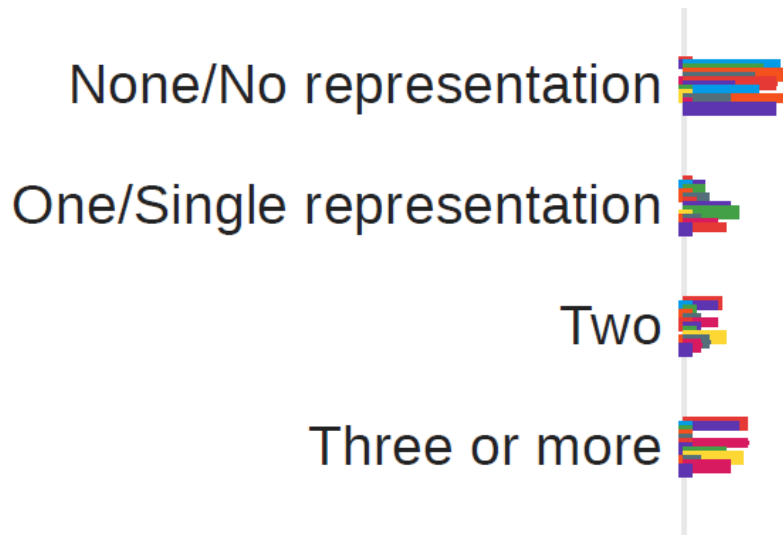 None/No representation
One/Single representation
Two
Three or more